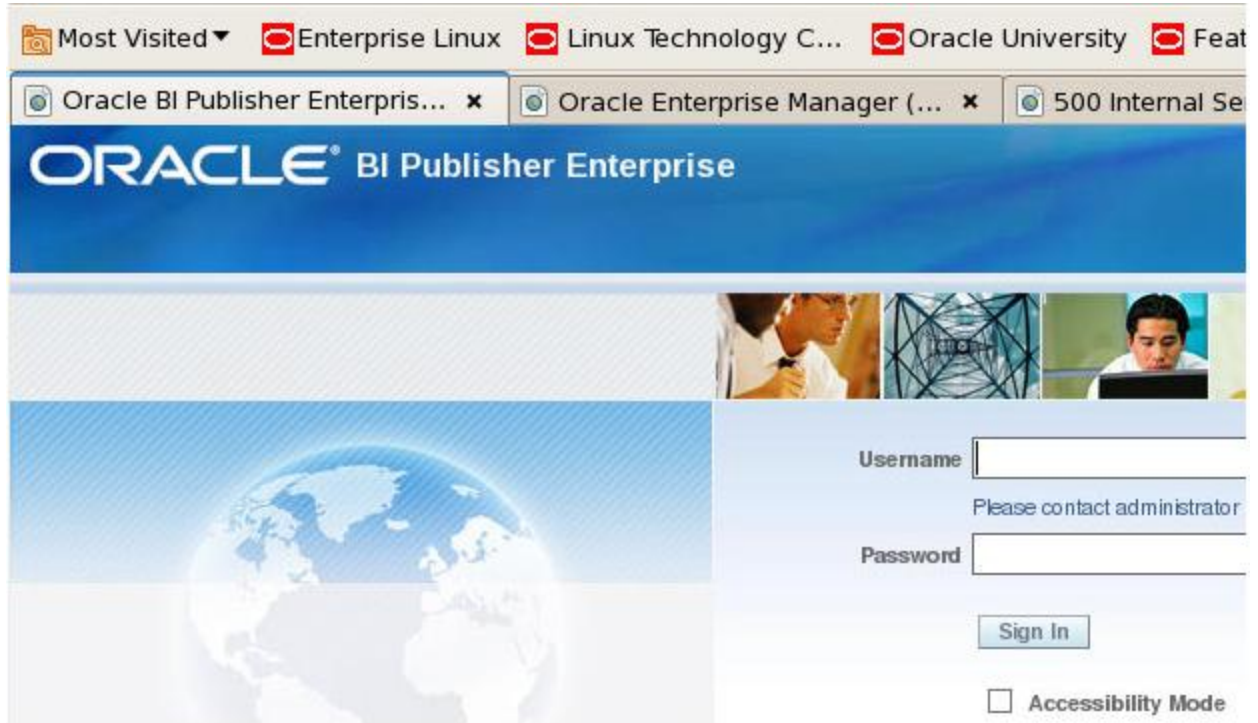 Most Visited Enterprise Linux Linux Technology C... Oracle University Feat
Oracle BI Publisher Enterpris... Oracle Enterprise Manager (... 500 Internal Se
ORACLE BI Publisher Enterprise
Username
Please contact administrator
Password
Sign In
Accessibility Mode